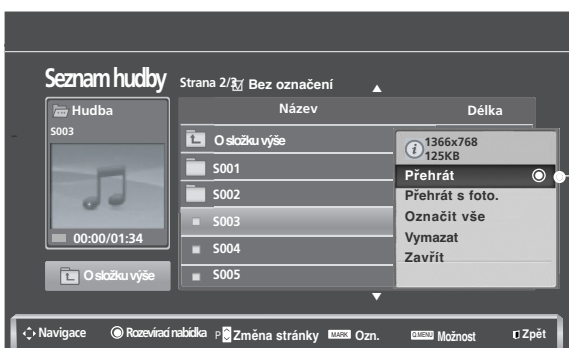 Seznam hudby Strana 2/3 Bez označení
Hudba
S003
00:00/01:34
O složku výše
Název Délka
O složku výše
S001
S002
S003
S004
S005
1366x768
125KB
Přehrát
Přehrát s foto.
Označit vše
Vymazat
Zavřít
Navigace Rozevírací nabídka P Změna stránky MARK Ozn. Q.MENU Možnost Zpět